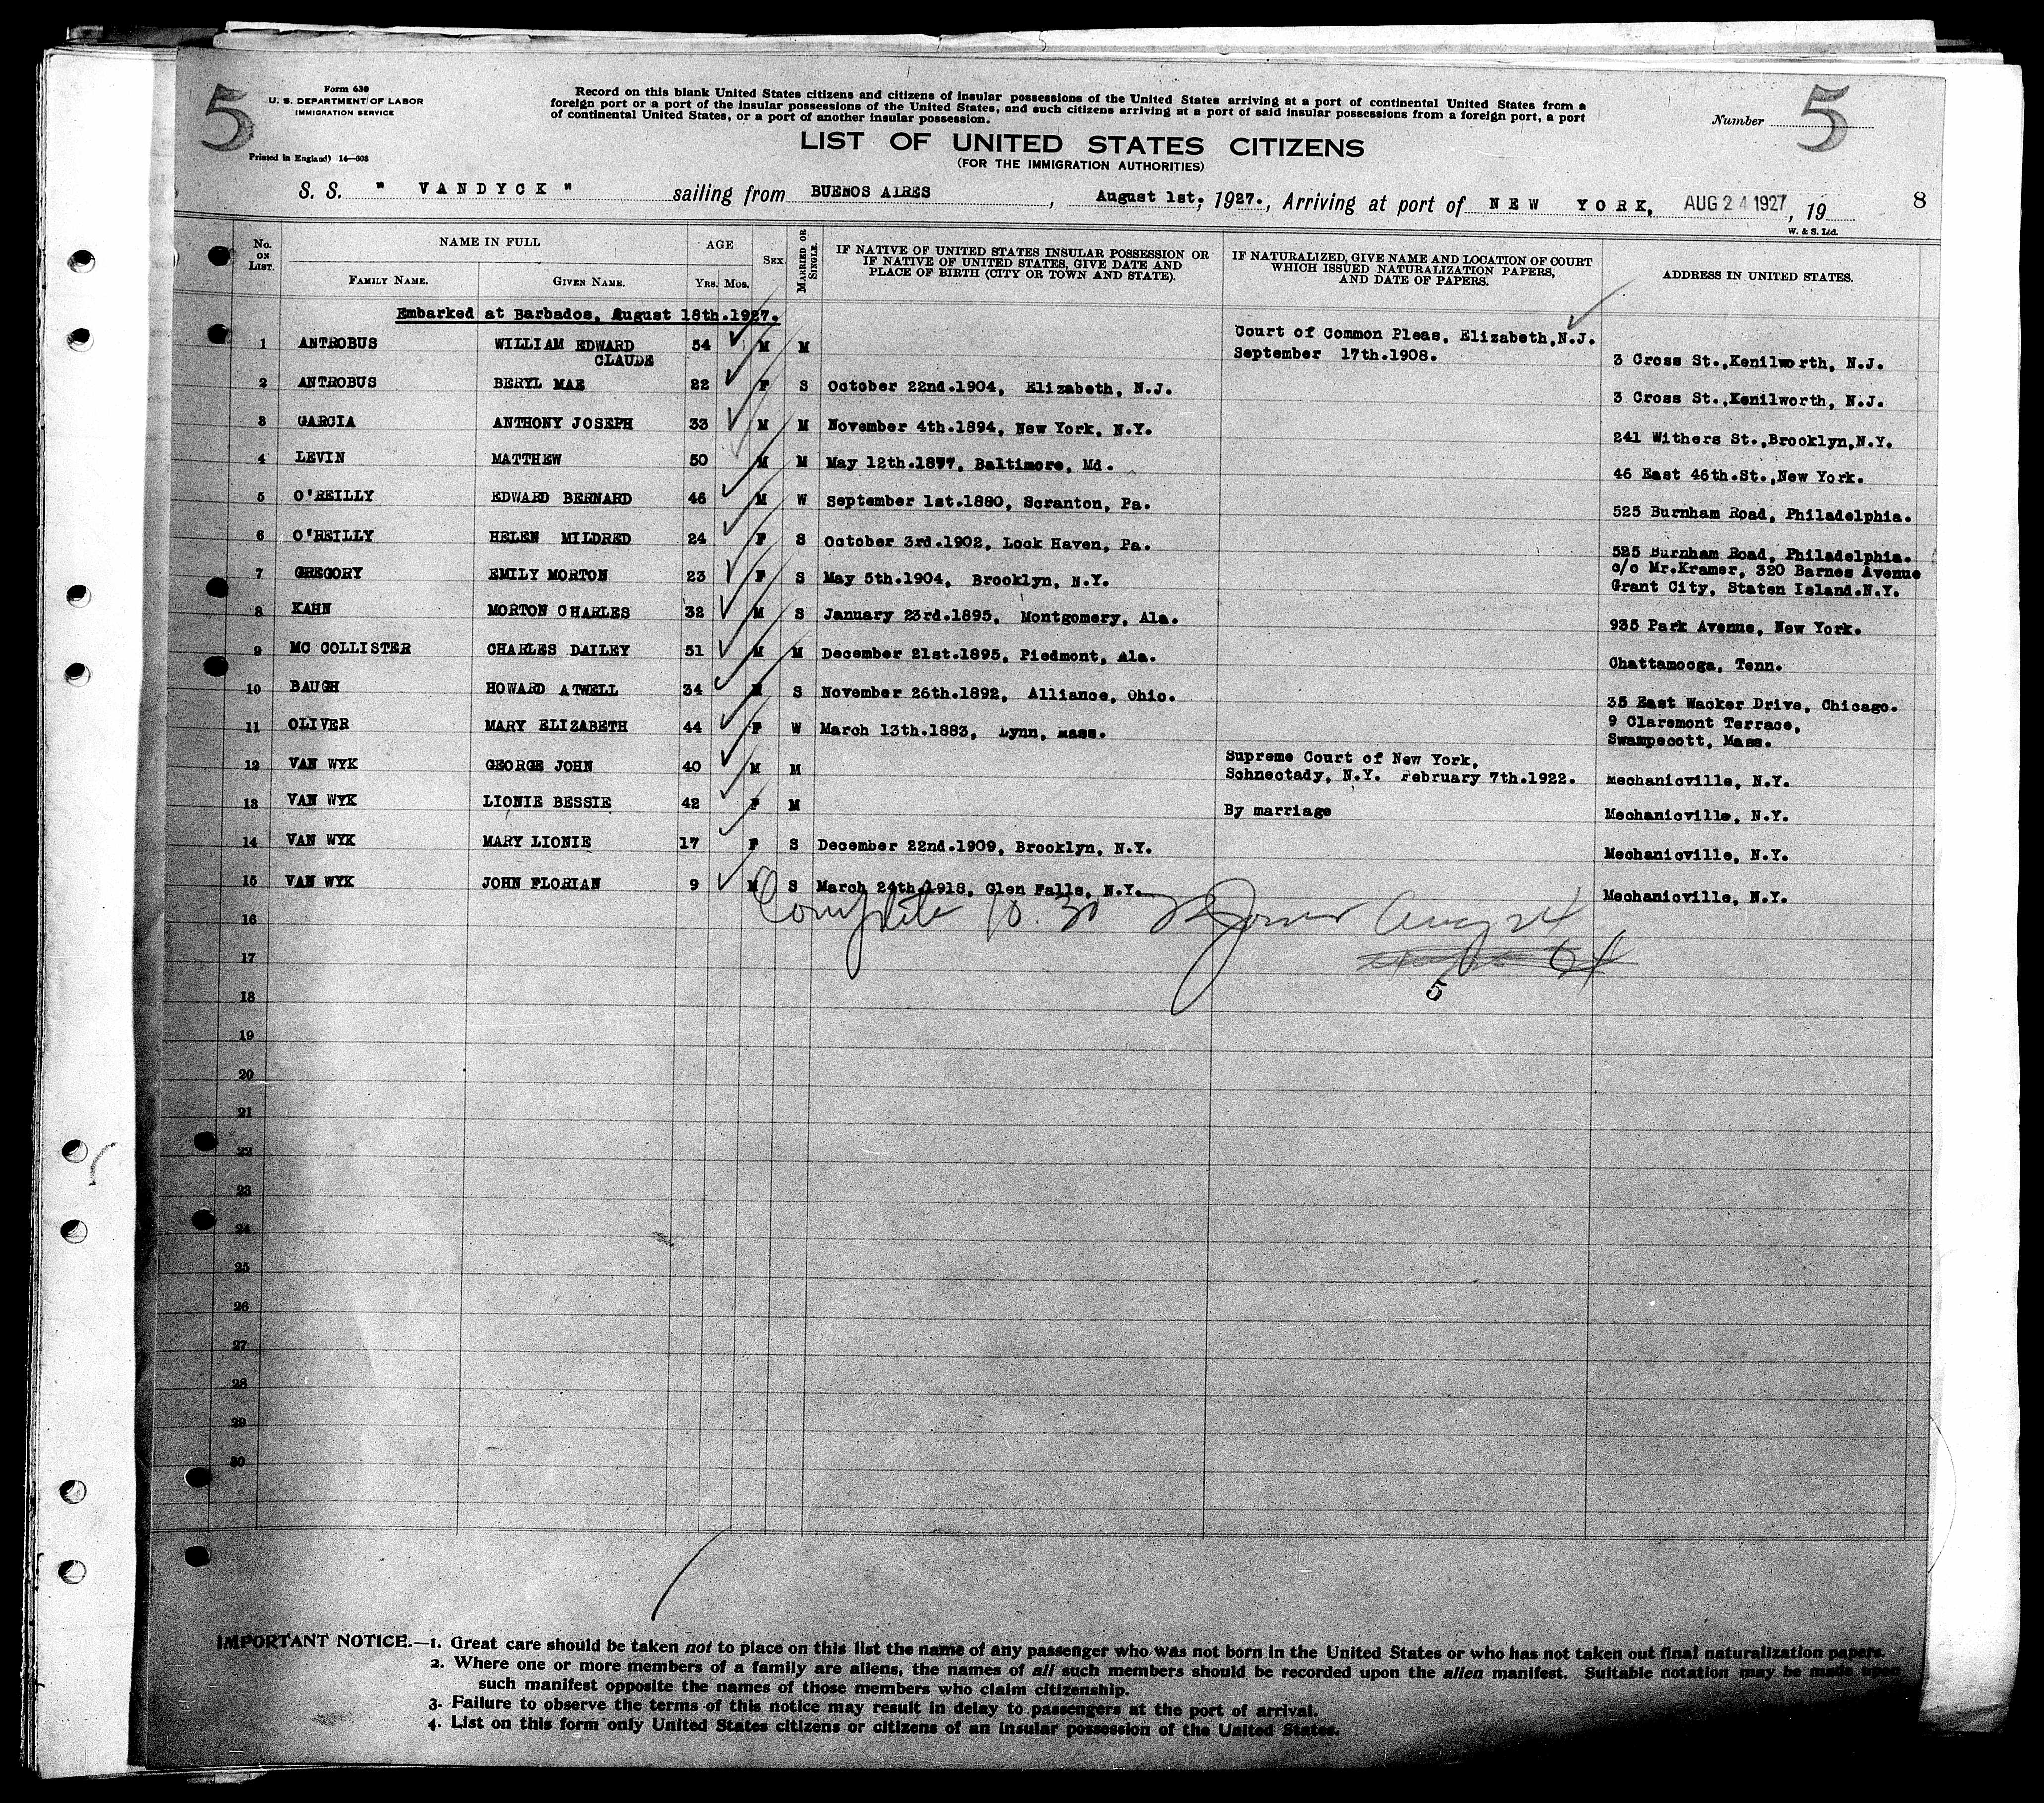 5
Form 630
U. S. DEPARTMENT OF LABOR
IMMIGRATION SERVICE
Printed in England) 14—608
Record on this blank United States citizens and citizens of insular possessions of the United States arriving at a port of continental United States from a
foreign port or a port of the insular possessions of the United States, and such citizens arriving at a port of said insular possessions from a foreign port, a port
of continental United States, or a port of another insular possession.
Number 5
LIST OF UNITED STATES CITIZENS
(FOR THE IMMIGRATION AUTHORITIES)
S. S. " VANDYCK " sailing from BUENOS AIRES, August 1st, 1927., Arriving at port of NEW YORK, AUG 24 1927, 19 8
W. & S. Ltd.
No. ON LIST. NAME IN FULL AGE SEX. MARRIED OR SINGLE. IF NATIVE OF UNITED STATES INSULAR POSSESSION OR IF NATIVE OF UNITED STATES, GIVE DATE AND PLACE OF BIRTH (CITY OR TOWN AND STATE). IF NATURALIZED, GIVE NAME AND LOCATION OF COURT WHICH ISSUED NATURALIZATION PAPERS, AND DATE OF PAPERS. ADDRESS IN UNITED STATES.
FAMILY NAME. GIVEN NAME. YRS. MOS.
Embarked at Barbados, August 18th.1927.
1 ANTROBUS WILLIAM EDWARD CLAUDE 54 M M Court of Common Pleas, Elizabeth,N.J. September 17th.1908. 3 Cross St.,Kenilworth, N.J.
2 ANTROBUS BERYL MAE 22 F S October 22nd.1904, Elizabeth, N.J. 3 Cross St.,Kenilworth, N.J.
3 GARCIA ANTHONY JOSEPH 33 M M November 4th.1894, New York, N.Y. 241 Withers St.,Brooklyn,N.Y.
4 LEVIN MATTHEW 50 M M May 12th.1877, Baltimore, Md. 46 East 46th.St.,New York.
5 O'REILLY EDWARD BERNARD 46 M W September 1st.1880, Scranton, Pa. 525 Burnham Road, Philadelphia.
6 O'REILLY HELEN MILDRED 24 F S October 3rd.1902, Lock Haven, Pa. 525 Burnham Road, Philadelphia.
7 GREGORY EMILY MORTON 23 F S May 5th.1904, Brooklyn, N.Y. c/o Mr.Kramer, 320 Barnes Avenue Grant City, Staten Island.N.Y.
8 KAHN MORTON CHARLES 32 M S January 23rd.1895, Montgomery, Ala. 935 Park Avenue, New York.
9 MC COLLISTER CHARLES DAILEY 51 M M December 21st.1895, Piedmont, Ala. Chattamooga, Tenn.
10 BAUGH HOWARD ATWELL 34 M S November 26th.1892, Alliance, Ohio. 35 East Wacker Drive, Chicago.
11 OLIVER MARY ELIZABETH 44 F W March 13th.1883, Lynn, Mass. 9 Claremont Terrace, Swampscott, Mass.
12 VAN WYK GEORGE JOHN 40 M M Supreme Court of New York, Schnectady, N.Y. February 7th.1922. Mechanicville, N.Y.
13 VAN WYK LIONIE BESSIE 42 F M By marriage Mechanicville, N.Y.
14 VAN WYK MARY LIONIE 17 F S December 22nd.1909, Brooklyn, N.Y. Mechanicville, N.Y.
15 VAN WYK JOHN FLORIAN 9 M S March 24th.1918, Glen Falls, N.Y. Mechanicville, N.Y.
16 Complete 10.30 Aug 24
17
18 5
19
20
21
22
23
24
25
26
27
28
29
30
IMPORTANT NOTICE.—1. Great care should be taken not to place on this list the name of any passenger who was not born in the United States or who has not taken out final naturalization papers.
2. Where one or more members of a family are aliens, the names of all such members should be recorded upon the alien manifest. Suitable notation may be made upon
such manifest opposite the names of those members who claim citizenship.
3. Failure to observe the terms of this notice may result in delay to passengers at the port of arrival.
4. List on this form only United States citizens or citizens of an insular possession of the United States.